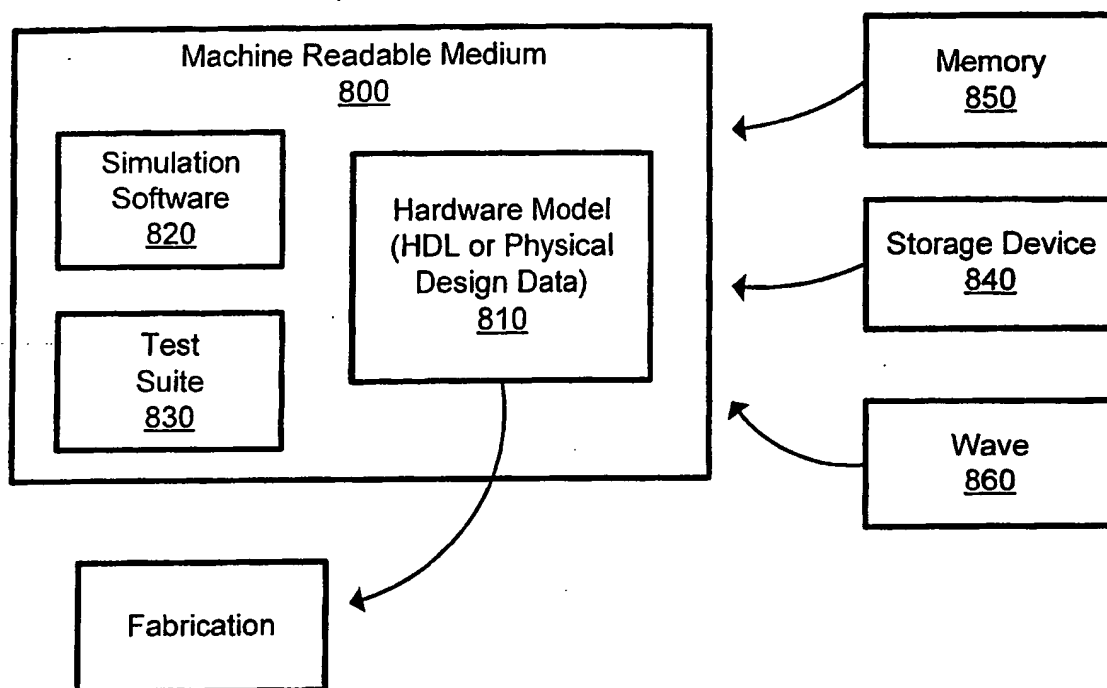 Machine Readable Medium
800
Simulation
Software
820
Test
Suite
830
Hardware Model
(HDL or Physical
Design Data)
810
Memory
850
Storage Device
840
Wave
860
Fabrication